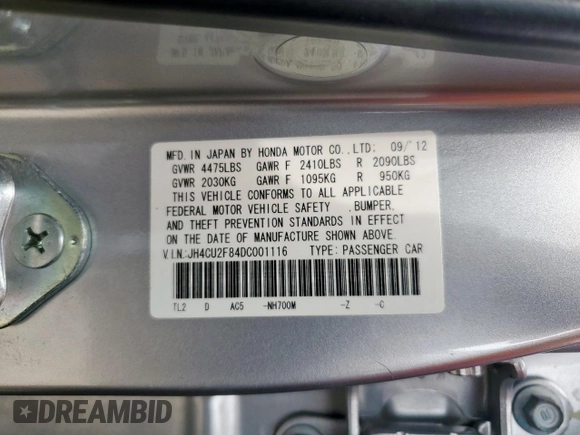 MFD. IN JAPAN BY HONDA MOTOR CO.,LTD: 09/'12
GVWR 4475LBS GAWR F 2410LBS R 2090LBS
GVWR 2030KG GAWR F 1095KG R 950KG
THIS VEHICLE CONFORMS TO ALL APPLICABLE
FEDERAL MOTOR VEHICLE SAFETY ,BUMPER,
AND THEFT PREVENTION STANDARDS IN EFFECT
ON THE DATE OF MANUFACTURE SHOWN ABOVE.
V.I.N.:JH4CU2F84DC001116 TYPE: PASSENGER CAR
TL2 D AC5 -NH700M -Z -C
DREAMBID